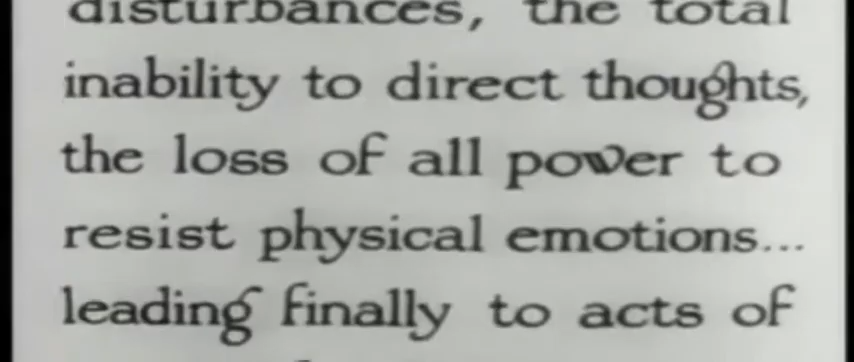 disturbances, the total
inability to direct thoughts,
the loss of all power to
resist physical emotions...
leading finally to acts of